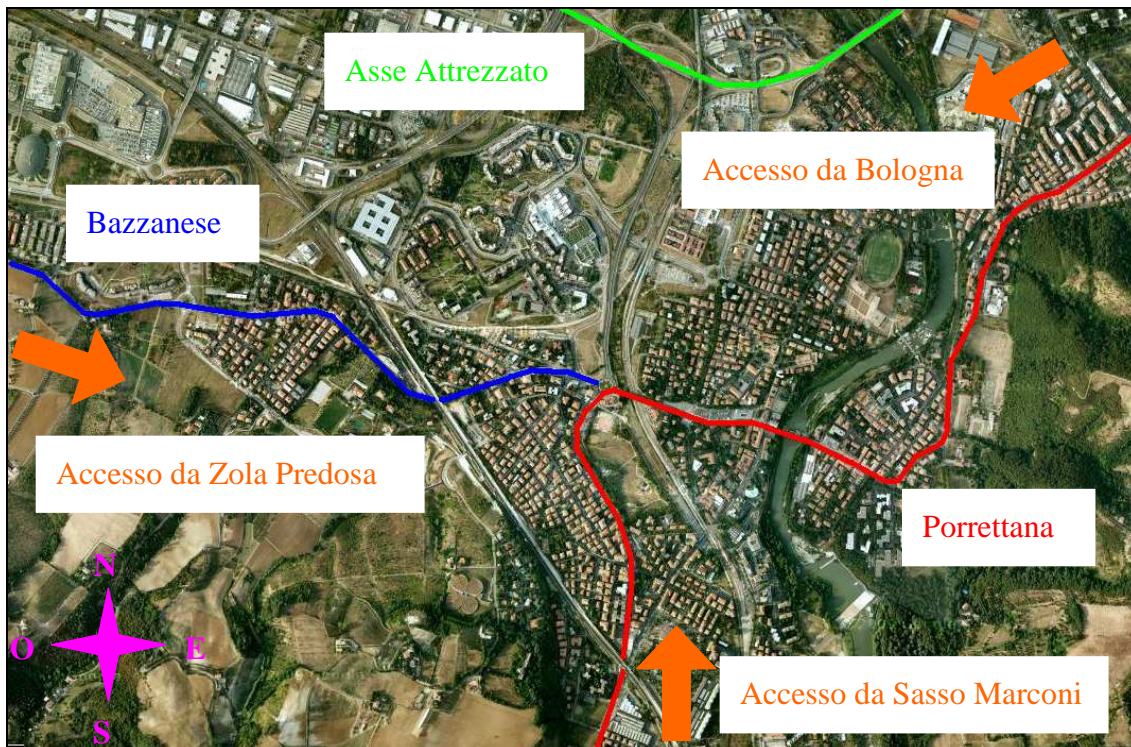 Asse Attrezzato
Accesso da Bologna
Bazzanese
Accesso da Zola Predosa
Porrettana
N
O
E
S
Accesso da Sasso Marconi